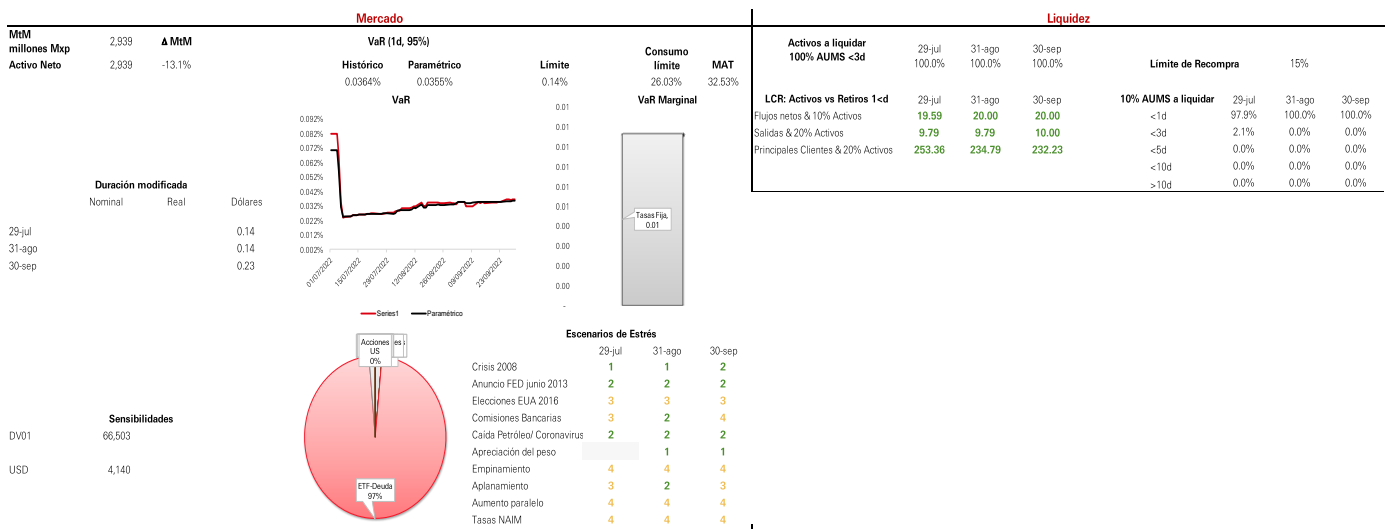 Mercado
MtM
millones Mxp 2,939 Δ MtM
Activo Neto 2,939 -13.1%
VaR (1d, 95%)
Histórico Paramétrico Límite Consumo límite MAT
0.0364% 0.0355% 0.14% 26.03% 32.53%
VaR
0.092%
0.082%
0.072%
0.062%
0.052%
0.042%
0.032%
0.022%
0.012%
0.002%
01/07/2022 15/07/2022 29/07/2022 12/08/2022 26/08/2022 09/09/2022 23/09/2022
Series1 Paramétrico
VaR Marginal
0.01
0.01
0.01
0.01
0.01
0.01
0.00
0.00
0.00
0.00
-
Tasas Fija,
0.01
Duración modificada
Nominal Real Dólares
29-jul 0.14
31-ago 0.14
30-sep 0.23
Sensibilidades
DV01 66,503
USD 4,140
Acciones
US
0%
ETF-Deuda
97%
Escenarios de Estrés
29-jul 31-ago 30-sep
Crisis 2008 1 1 2
Anuncio FED junio 2013 2 2 2
Elecciones EUA 2016 3 3 3
Comisiones Bancarias 3 2 4
Caída Petróleo/ Coronavirus 2 2 2
Apreciación del peso 1 1
Empinamiento 4 4 4
Aplanamiento 3 2 3
Aumento paralelo 4 4 4
Tasas NAIM 4 4 4
Liquidez
Activos a liquidar
100% AUMS <3d
29-jul 31-ago 30-sep
100.0% 100.0% 100.0%
Límite de Recompra 15%
LCR: Activos vs Retiros 1<d 29-jul 31-ago 30-sep
Flujos netos & 10% Activos 19.59 20.00 20.00
Salidas & 20% Activos 9.79 9.79 10.00
Principales Clientes & 20% Activos 253.36 234.79 232.23
10% AUMS a liquidar 29-jul 31-ago 30-sep
<1d 97.9% 100.0% 100.0%
<3d 2.1% 0.0% 0.0%
<5d 0.0% 0.0% 0.0%
<10d 0.0% 0.0% 0.0%
>10d 0.0% 0.0% 0.0%